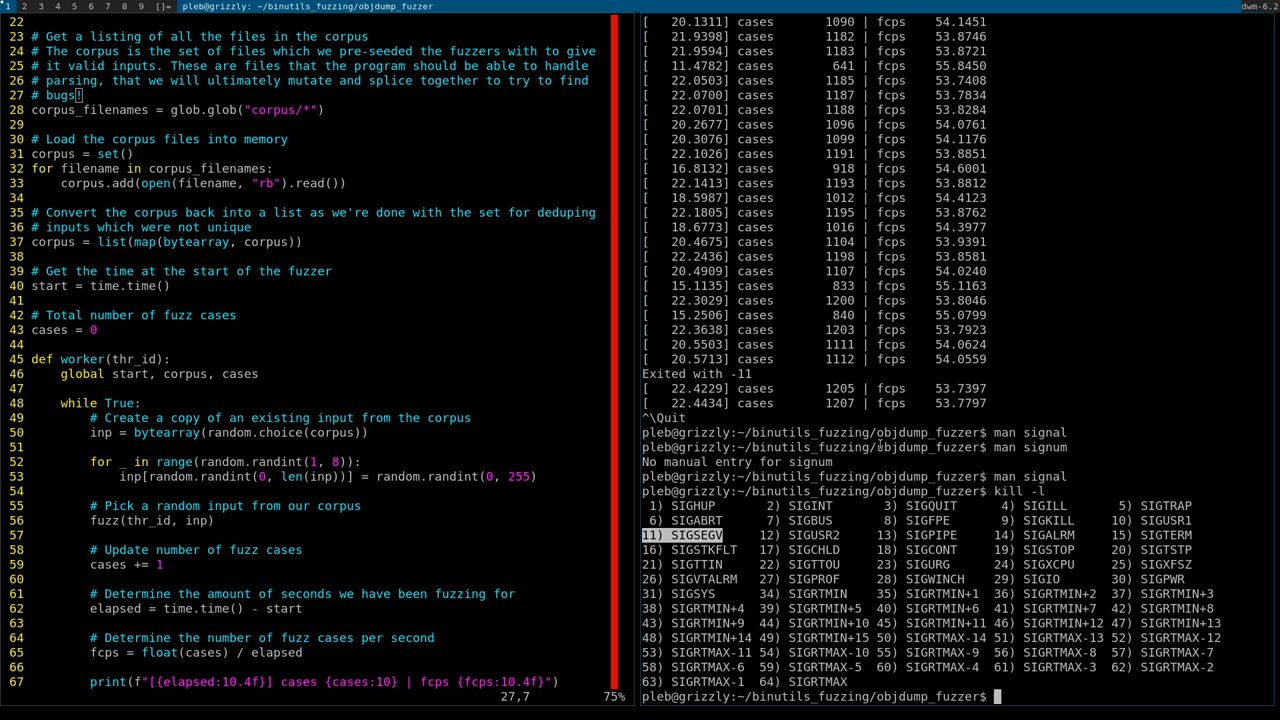 1 2 3 4 5 6 7 8 9 []= pleb@grizzly: ~/binutils_fuzzing/objdump_fuzzer dwm-6.2
22
23 # Get a listing of all the files in the corpus
24 # The corpus is the set of files which we pre-seeded the fuzzers with to give
25 # it valid inputs. These are files that the program should be able to handle
26 # parsing, that we will ultimately mutate and splice together to try to find
27 # bugs!
28 corpus_filenames = glob.glob("corpus/*")
29
30 # Load the corpus files into memory
31 corpus = set()
32 for filename in corpus_filenames:
33     corpus.add(open(filename, "rb").read())
34
35 # Convert the corpus back into a list as we're done with the set for deduping
36 # inputs which were not unique
37 corpus = list(map(bytearray, corpus))
38
39 # Get the time at the start of the fuzzer
40 start = time.time()
41
42 # Total number of fuzz cases
43 cases = 0
44
45 def worker(thr_id):
46     global start, corpus, cases
47
48     while True:
49         # Create a copy of an existing input from the corpus
50         inp = bytearray(random.choice(corpus))
51
52         for _ in range(random.randint(1, 8)):
53             inp[random.randint(0, len(inp))] = random.randint(0, 255)
54
55         # Pick a random input from our corpus
56         fuzz(thr_id, inp)
57
58         # Update number of fuzz cases
59         cases += 1
60
61         # Determine the amount of seconds we have been fuzzing for
62         elapsed = time.time() - start
63
64         # Determine the number of fuzz cases per second
65         fcps = float(cases) / elapsed
66
67         print(f"[{elapsed:10.4f}] cases {cases:10} | fcps {fcps:10.4f}")
27,7 75%
[   20.1311] cases       1090 | fcps    54.1451
[   21.9398] cases       1182 | fcps    53.8746
[   21.9594] cases       1183 | fcps    53.8721
[   11.4782] cases        641 | fcps    55.8450
[   22.0503] cases       1185 | fcps    53.7408
[   22.0700] cases       1187 | fcps    53.7834
[   22.0701] cases       1188 | fcps    53.8284
[   20.2677] cases       1096 | fcps    54.0761
[   20.3076] cases       1099 | fcps    54.1176
[   22.1026] cases       1191 | fcps    53.8851
[   16.8132] cases        918 | fcps    54.6001
[   22.1413] cases       1193 | fcps    53.8812
[   18.5987] cases       1012 | fcps    54.4123
[   22.1805] cases       1195 | fcps    53.8762
[   18.6773] cases       1016 | fcps    54.3977
[   20.4675] cases       1104 | fcps    53.9391
[   22.2436] cases       1198 | fcps    53.8581
[   20.4909] cases       1107 | fcps    54.0240
[   15.1135] cases        833 | fcps    55.1163
[   22.3029] cases       1200 | fcps    53.8046
[   15.2506] cases        840 | fcps    55.0799
[   22.3638] cases       1203 | fcps    53.7923
[   20.5503] cases       1111 | fcps    54.0624
[   20.5713] cases       1112 | fcps    54.0559
Exited with -11
[   22.4229] cases       1205 | fcps    53.7397
[   22.4434] cases       1207 | fcps    53.7797
^\Quit
pleb@grizzly:~/binutils_fuzzing/objdump_fuzzer$ man signal
pleb@grizzly:~/binutils_fuzzing/objdump_fuzzer$ man signum
No manual entry for signum
pleb@grizzly:~/binutils_fuzzing/objdump_fuzzer$ man signal
pleb@grizzly:~/binutils_fuzzing/objdump_fuzzer$ kill -l
 1) SIGHUP       2) SIGINT       3) SIGQUIT      4) SIGILL       5) SIGTRAP
 6) SIGABRT      7) SIGBUS       8) SIGFPE       9) SIGKILL     10) SIGUSR1
11) SIGSEGV     12) SIGUSR2     13) SIGPIPE     14) SIGALRM     15) SIGTERM
16) SIGSTKFLT   17) SIGCHLD     18) SIGCONT     19) SIGSTOP     20) SIGTSTP
21) SIGTTIN     22) SIGTTOU     23) SIGURG      24) SIGXCPU     25) SIGXFSZ
26) SIGVTALRM   27) SIGPROF     28) SIGWINCH    29) SIGIO       30) SIGPWR
31) SIGSYS      34) SIGRTMIN    35) SIGRTMIN+1  36) SIGRTMIN+2  37) SIGRTMIN+3
38) SIGRTMIN+4  39) SIGRTMIN+5  40) SIGRTMIN+6  41) SIGRTMIN+7  42) SIGRTMIN+8
43) SIGRTMIN+9  44) SIGRTMIN+10 45) SIGRTMIN+11 46) SIGRTMIN+12 47) SIGRTMIN+13
48) SIGRTMIN+14 49) SIGRTMIN+15 50) SIGRTMAX-14 51) SIGRTMAX-13 52) SIGRTMAX-12
53) SIGRTMAX-11 54) SIGRTMAX-10 55) SIGRTMAX-9  56) SIGRTMAX-8  57) SIGRTMAX-7
58) SIGRTMAX-6  59) SIGRTMAX-5  60) SIGRTMAX-4  61) SIGRTMAX-3  62) SIGRTMAX-2
63) SIGRTMAX-1  64) SIGRTMAX
pleb@grizzly:~/binutils_fuzzing/objdump_fuzzer$